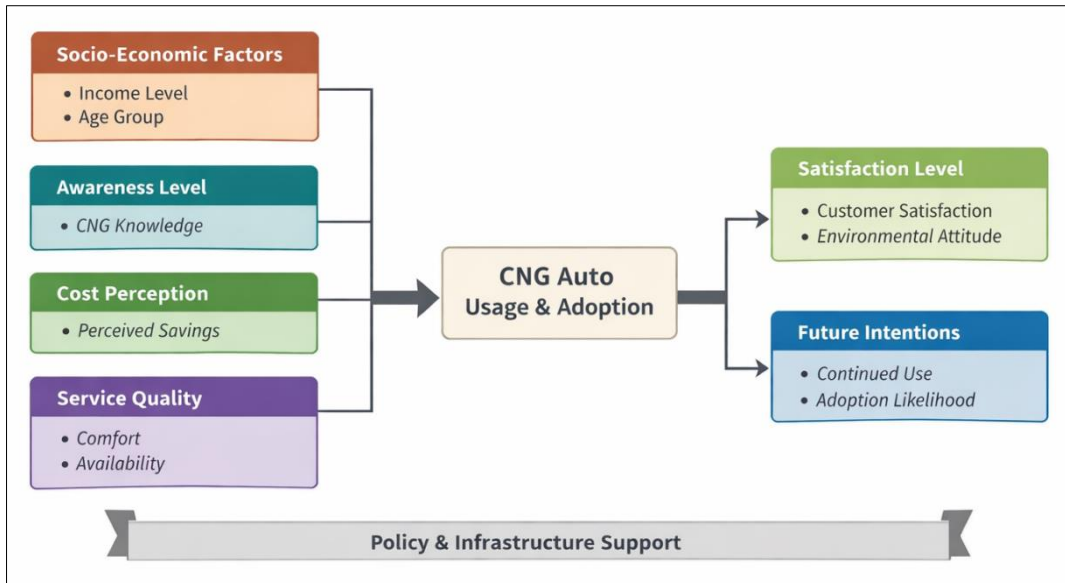 Socio-Economic Factors
• Income Level
• Age Group
Awareness Level
• CNG Knowledge
Cost Perception
• Perceived Savings
Service Quality
• Comfort
• Availability
CNG Auto
Usage & Adoption
Satisfaction Level
• Customer Satisfaction
• Environmental Attitude
Future Intentions
• Continued Use
• Adoption Likelihood
Policy & Infrastructure Support